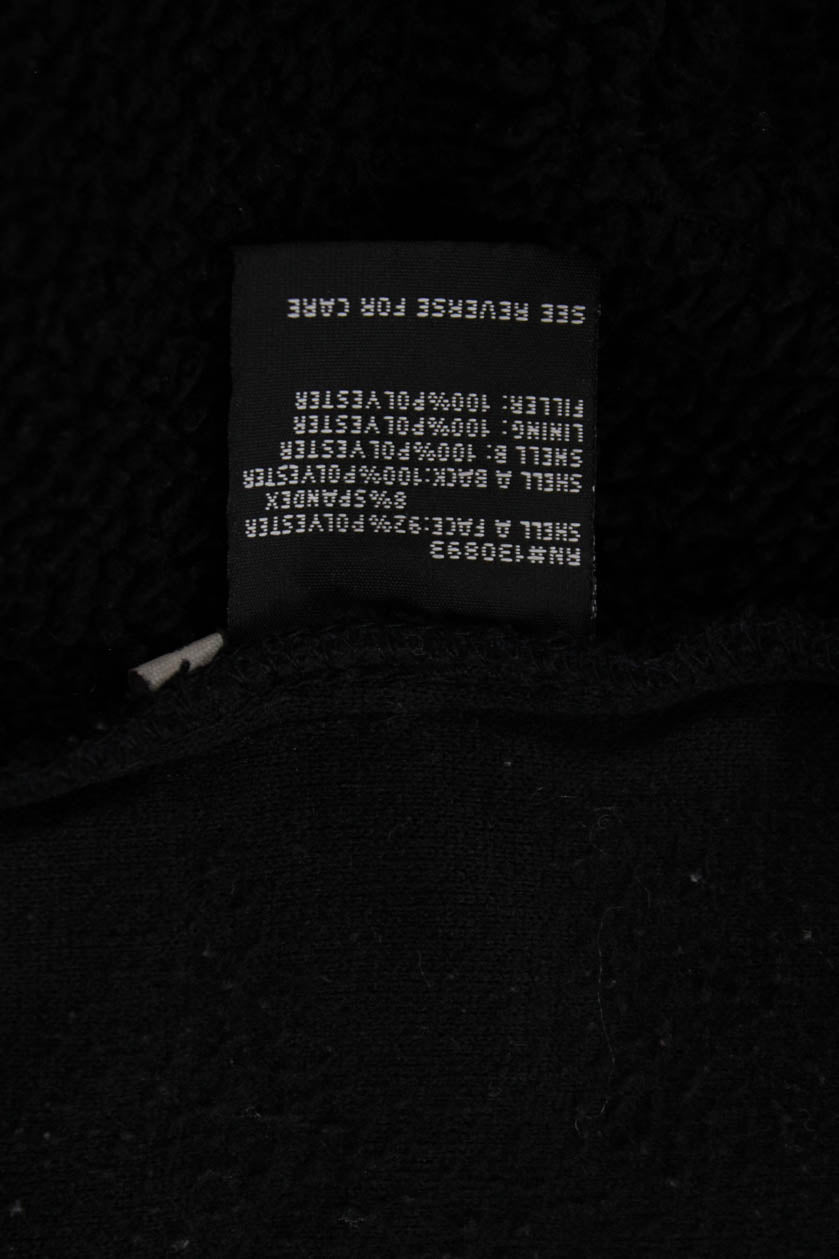 RN#130893
SHELL A FACE:92%POLYESTER
8%SPANDEX
SHELL A BACK:100%POLYESTER
SHELL B: 100%POLYESTER
LINING: 100%POLYESTER
FILLER: 100%POLYESTER
SEE REVERSE FOR CARE